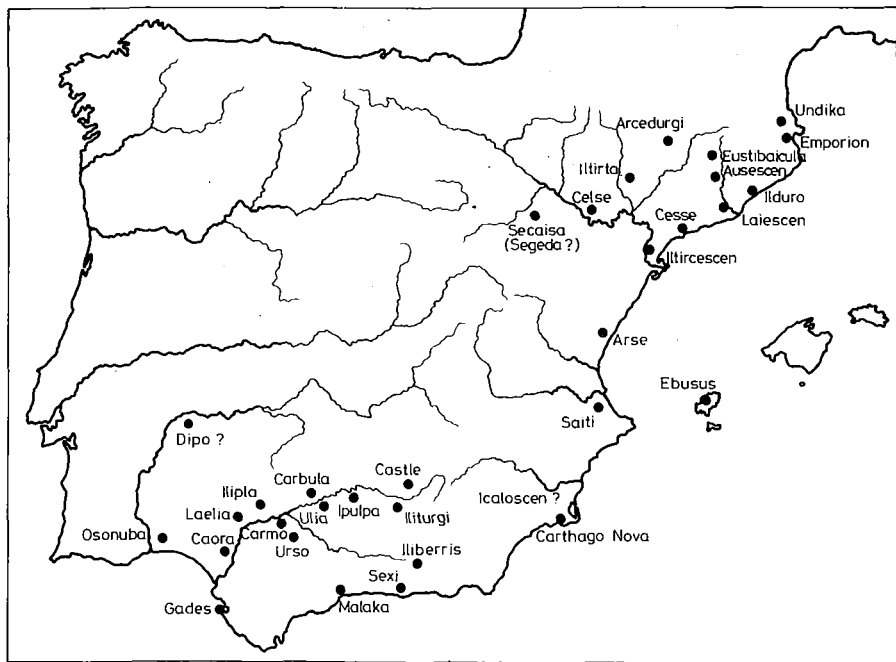 Undika
Arcedurgi
Emporion
Eustibaicula
Iltirta
Ausescen
Ilduro
Celse
Laiescen
Cesse
Secaisa
(Segeda?)
Iltircescen
Arse
Ebusus
Saiti
Dipo ?
Castle
Carbula
Ilipla
Icaloscen ?
Ipulpa
Ulia
Iliturgi
Laelia
Carmo
Carthago Nova
Osonuba
Caora
Urso
Iliberris
Sexi
Malaka
Gades